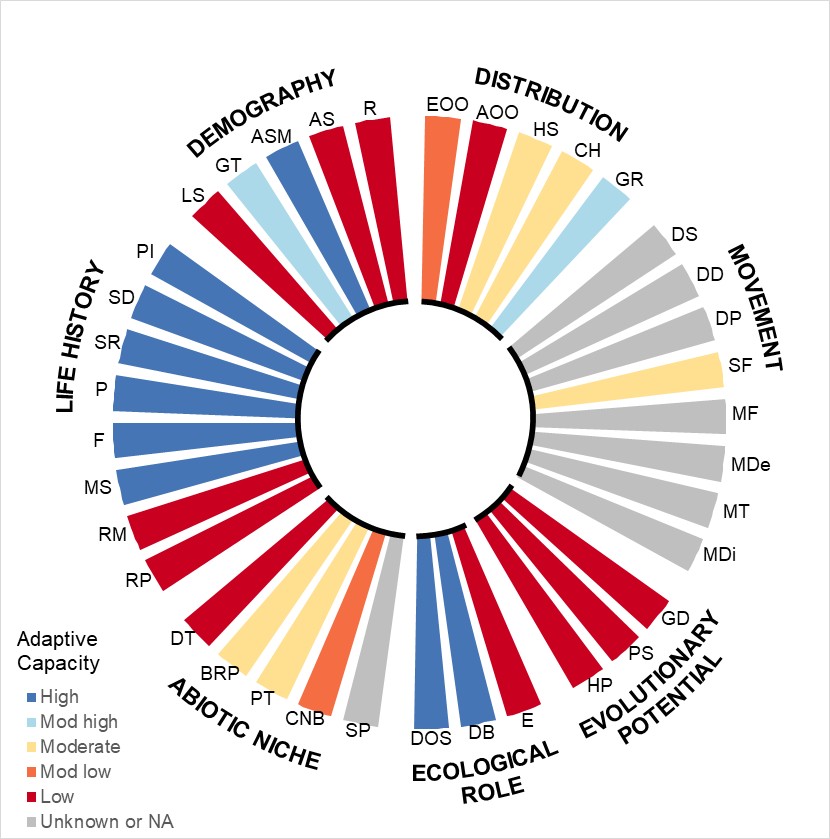 DEMOGRAPHY
DISTRIBUTION
LS
GT
ASM
AS
R
EOO
AOO
HS
CH
GR
MOVEMENT
DS
DD
DP
SF
MF
MDe
MT
MDi
EVOLUTIONARY
POTENTIAL
GD
PS
HP
ECOLOGICAL
ROLE
E
DB
DOS
ABIOTIC NICHE
SP
CNB
PT
BRP
DT
LIFE HISTORY
RP
RM
MS
F
P
SR
SD
PI
Adaptive
Capacity
High
Mod high
Moderate
Mod low
Low
Unknown or NA